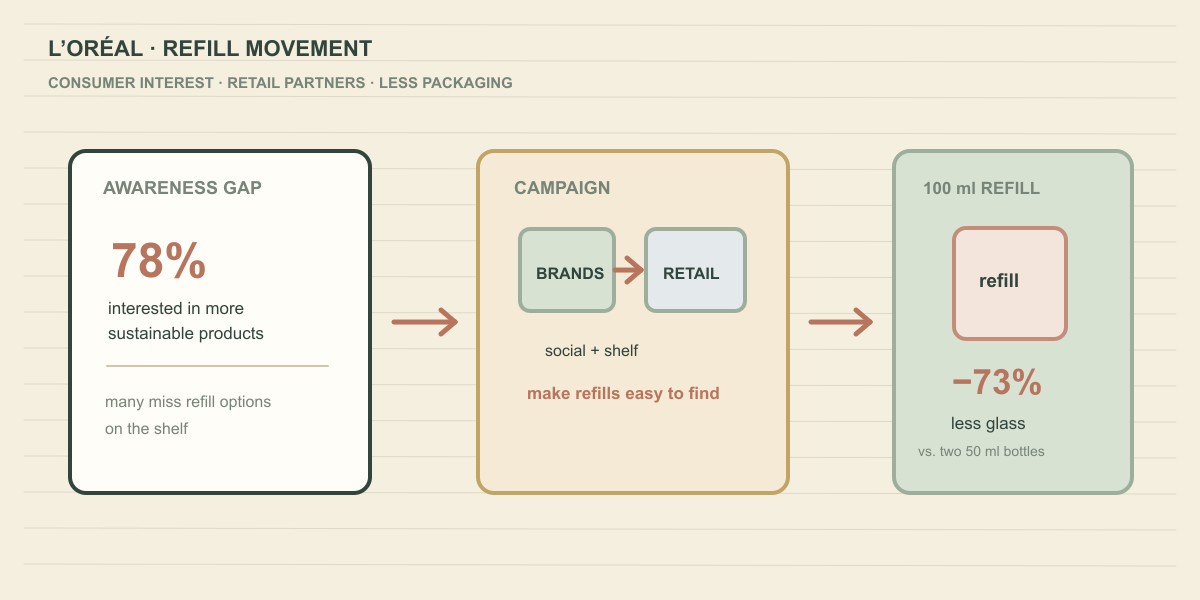 L’ORÉAL · REFILL MOVEMENT
CONSUMER INTEREST · RETAIL PARTNERS · LESS PACKAGING
AWARENESS GAP
78%
interested in more
sustainable products
many miss refill options
on the shelf
CAMPAIGN
BRANDS
RETAIL
social + shelf
make refills easy to find
100 ml REFILL
refill
−73%
less glass
vs. two 50 ml bottles